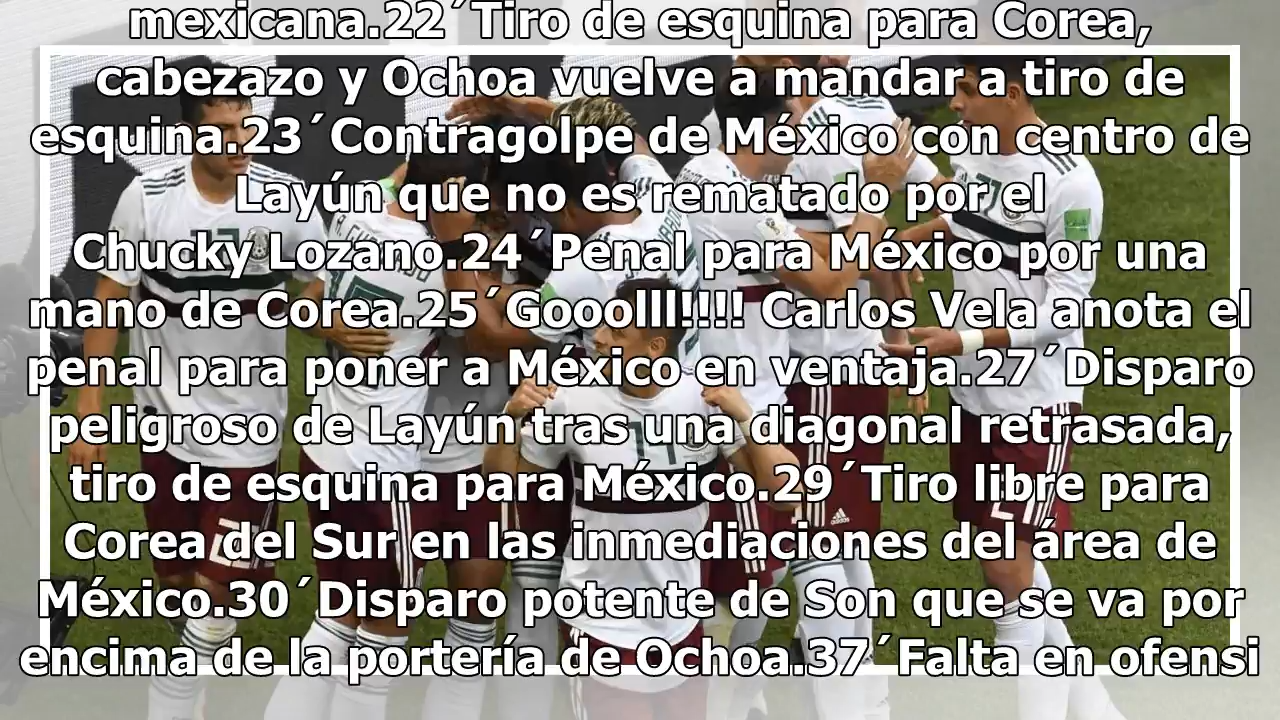 mexicana.22´Tiro de esquina para Corea,
cabezazo y Ochoa vuelve a mandar a tiro de
esquina.23´Contragolpe de México con centro de
Layún que no es rematado por el
Chucky Lozano.24´Penal para México por una
mano de Corea.25´Gooolll!!!! Carlos Vela anota el
penal para poner a México en ventaja.27´Disparo
peligroso de Layún tras una diagonal retrasada,
tiro de esquina para México.29´Tiro libre para
Corea del Sur en las inmediaciones del área de
México.30´Disparo potente de Son que se va por
encima de la portería de Ochoa.37´Falta en ofensi